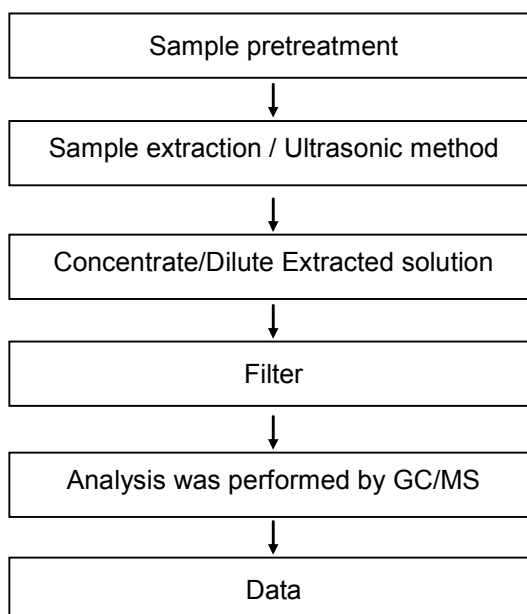 Sample pretreatment
Sample extraction / Ultrasonic method
Concentrate/Dilute Extracted solution
Filter
Analysis was performed by GC/MS
Data